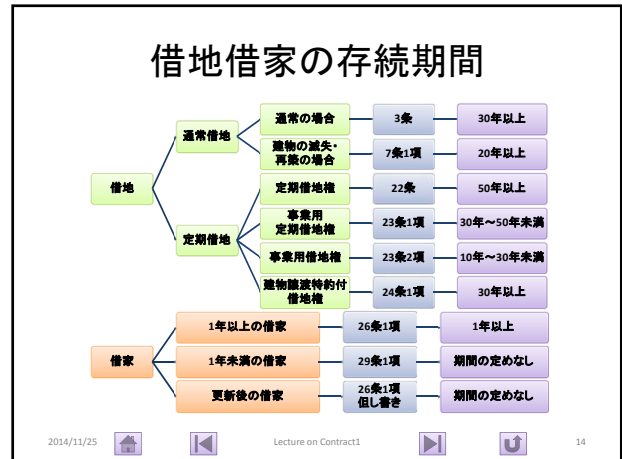 借地借家の存続期間
通常の場合
3条
30年以上
通常借地
建物の滅失・
再築の場合
7条1項
20年以上
借地
定期借地権
22条
50年以上
事業用
定期借地権
23条1項
30年～50年未満
定期借地
事業用借地権
23条2項
10年～30年未満
建物譲渡特約付
借地権
24条1項
30年以上
1年以上の借家
26条1項
1年以上
借家
1年未満の借家
29条1項
期間の定めなし
更新後の借家
26条1項
但し書き
期間の定めなし
2014/11/25
Lecture on Contract1
14